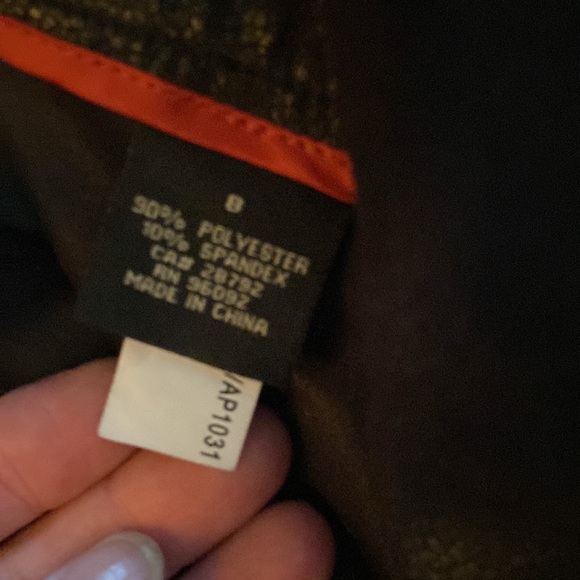 8
90% POLYESTER
10% SPANDEX
CA# 28792
RN 96092
MADE IN CHINA
AP1031